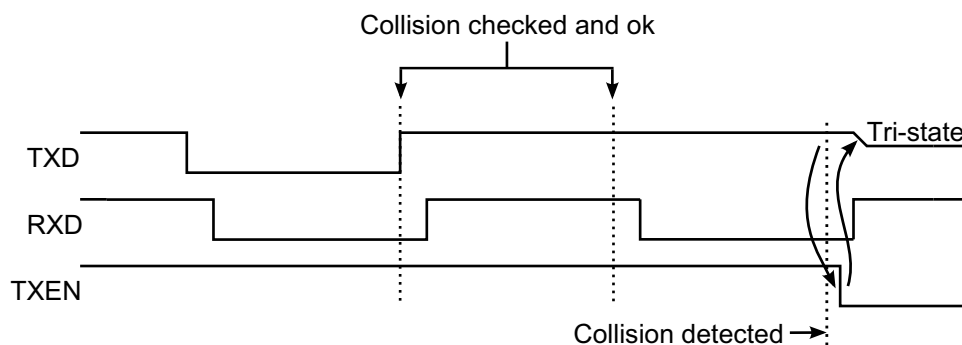 Collision checked and ok
Tri-state
TXD
RXD
TXEN
Collision detected